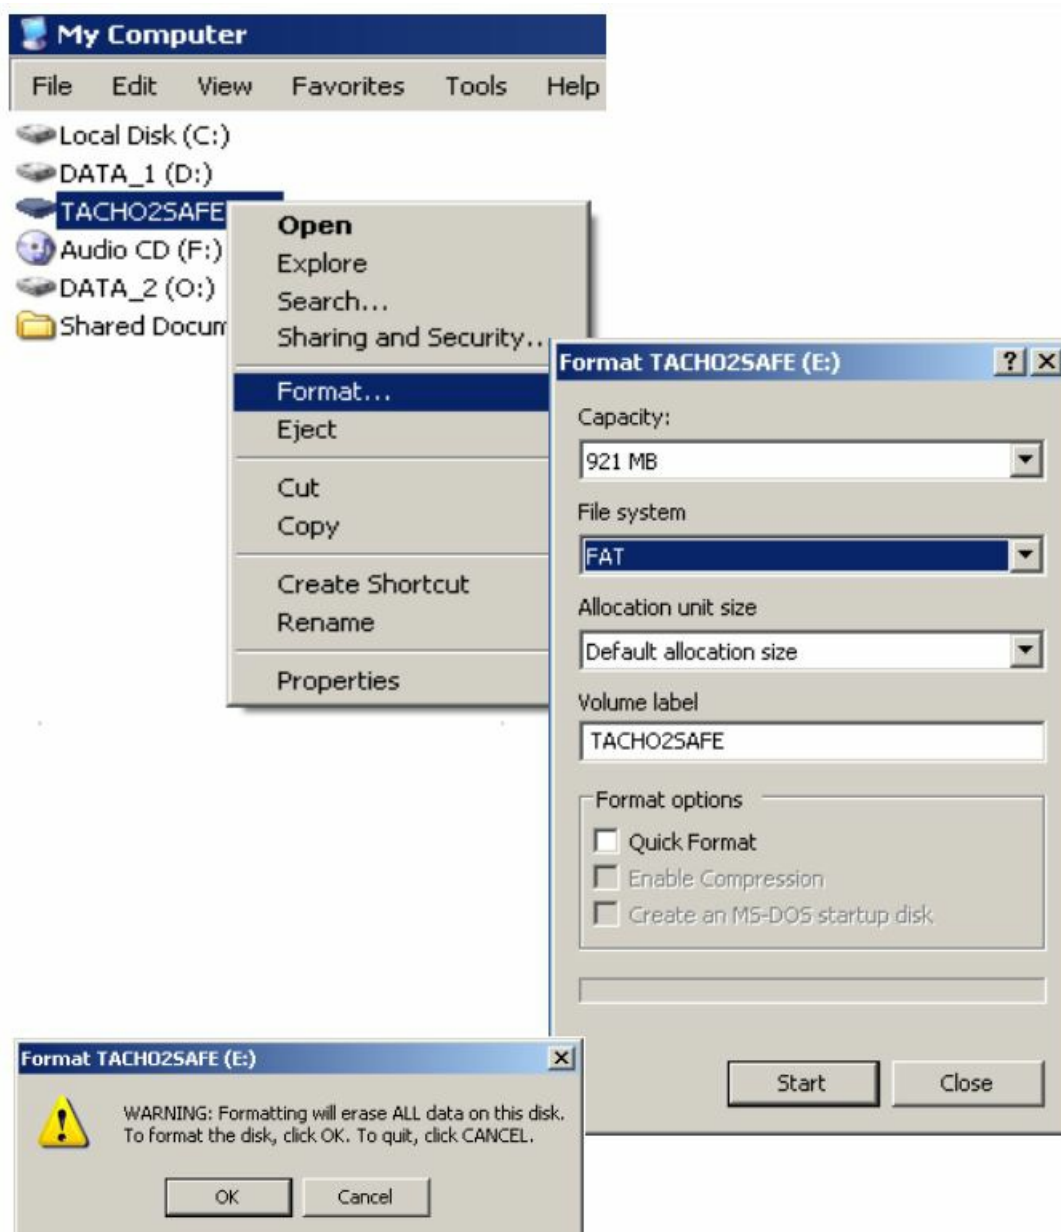 My Computer
File Edit View Favorites Tools Help
Local Disk (C:)
DATA_1 (D:)
TACHO2SAFE
Audio CD (F:)
DATA_2 (O:)
Shared Docum
Open
Explore
Search...
Sharing and Security...
Format...
Eject
Cut
Copy
Create Shortcut
Rename
Properties
Format TACHO2SAFE (E:)
Capacity:
921 MB
File system
FAT
Allocation unit size
Default allocation size
Volume label
TACHO2SAFE
Format options
Quick Format
Enable Compression
Create an MS-DOS startup disk
Start Close
Format TACHO2SAFE (E:)
WARNING: Formatting will erase ALL data on this disk.
To format the disk, click OK. To quit, click CANCEL.
OK Cancel